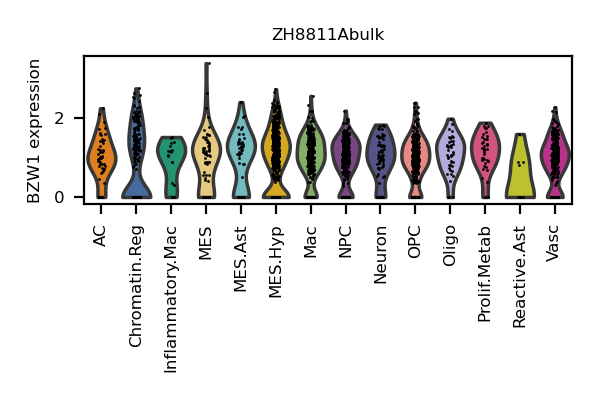 ZH8811Abulk
BZW1 expression
2
0
AC
Chromatin.Reg
Inflammatory.Mac
MES
MES.Ast
MES.Hyp
Mac
NPC
Neuron
OPC
Oligo
Prolif.Metab
Reactive.Ast
Vasc